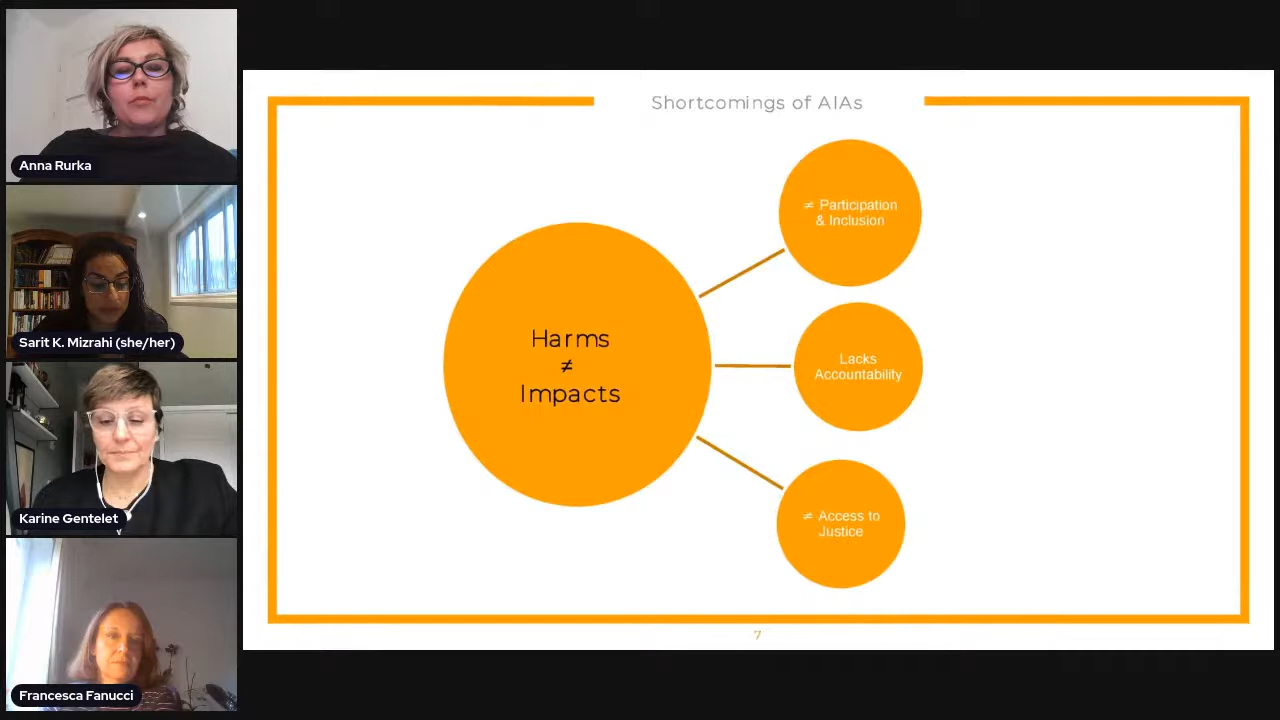 Anna Rurka
Sarit K. Mizrahi (she/her)
Karine Gentelet
Francesca Fanucci
Shortcomings of AIAs
Harms
≠
Impacts
≠ Participation
& Inclusion
Lacks
Accountability
≠ Access to
Justice
7